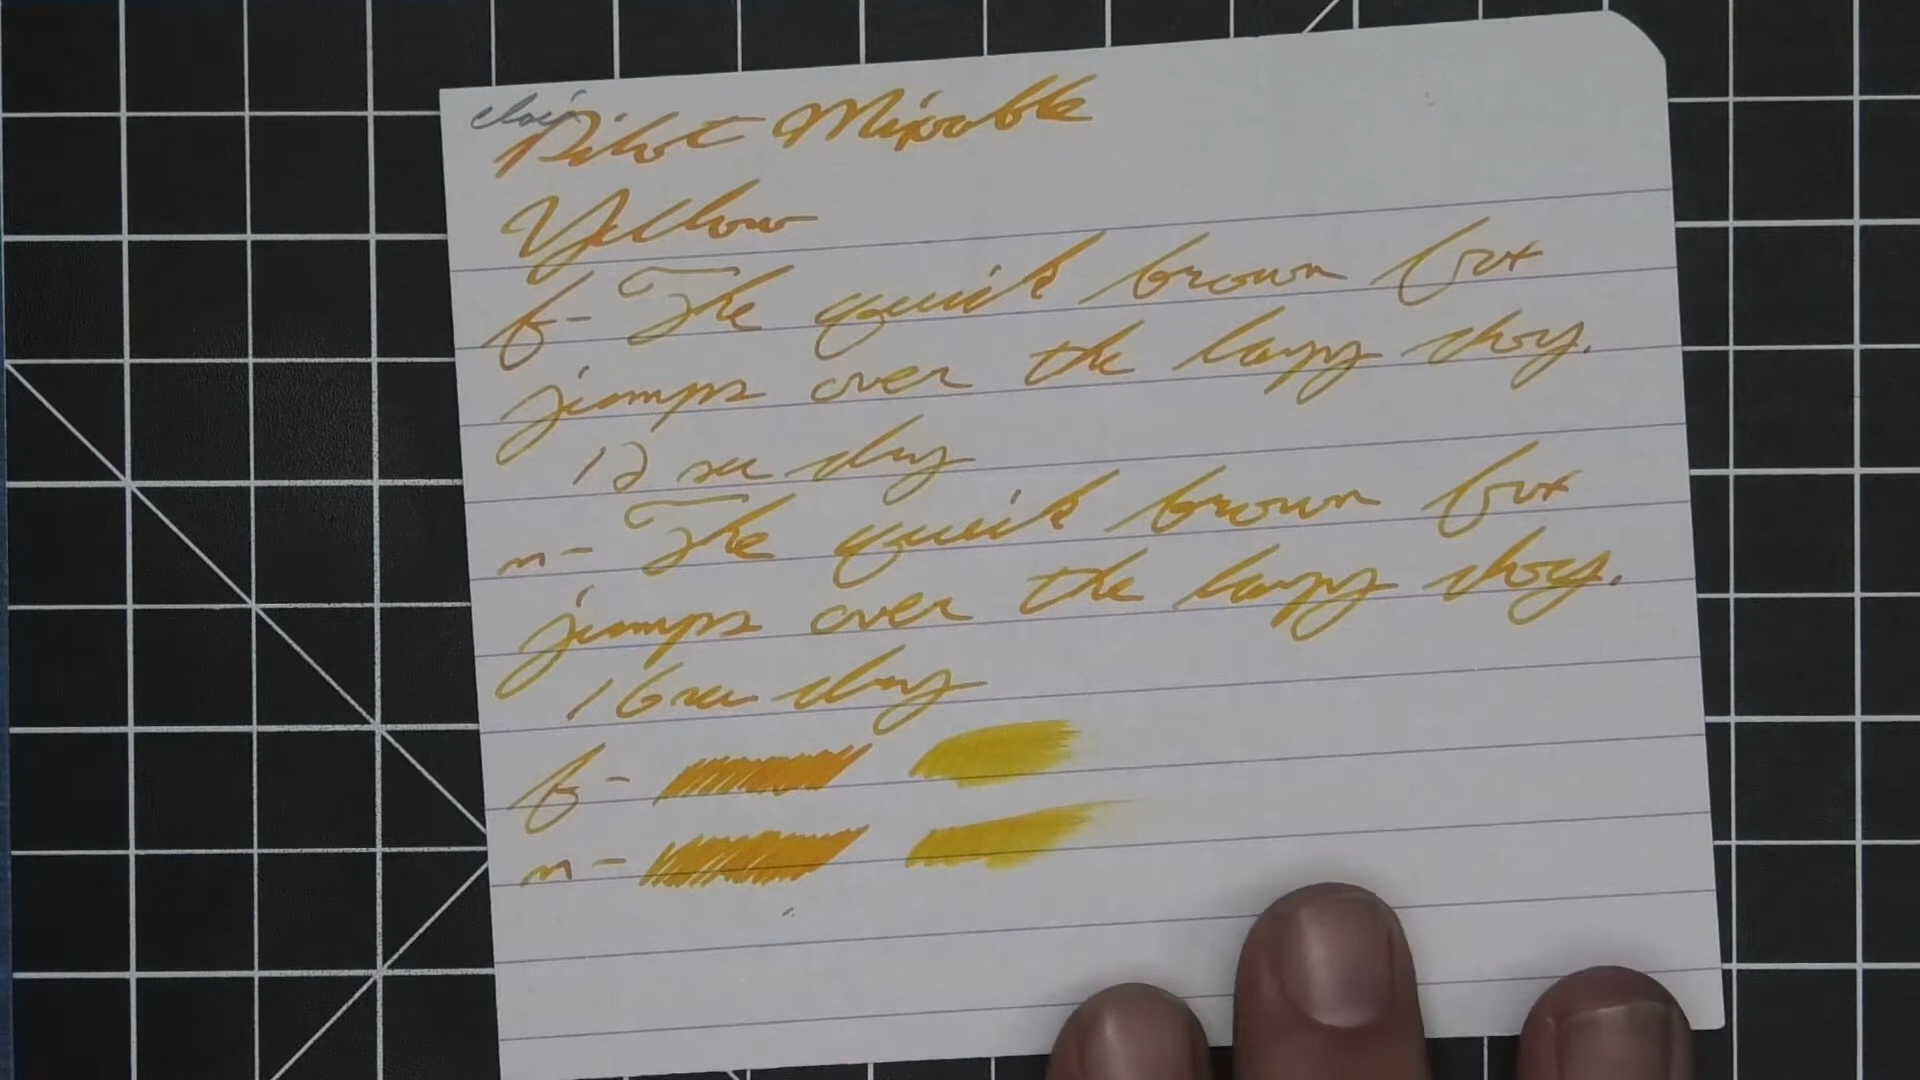 Pilot Mixable
Yellow
f- The quick brown fox
jumps over the lazy dog.
12 sec dry
m- The quick brown fox
jumps over the lazy dog.
16 sec dry
f-
m-